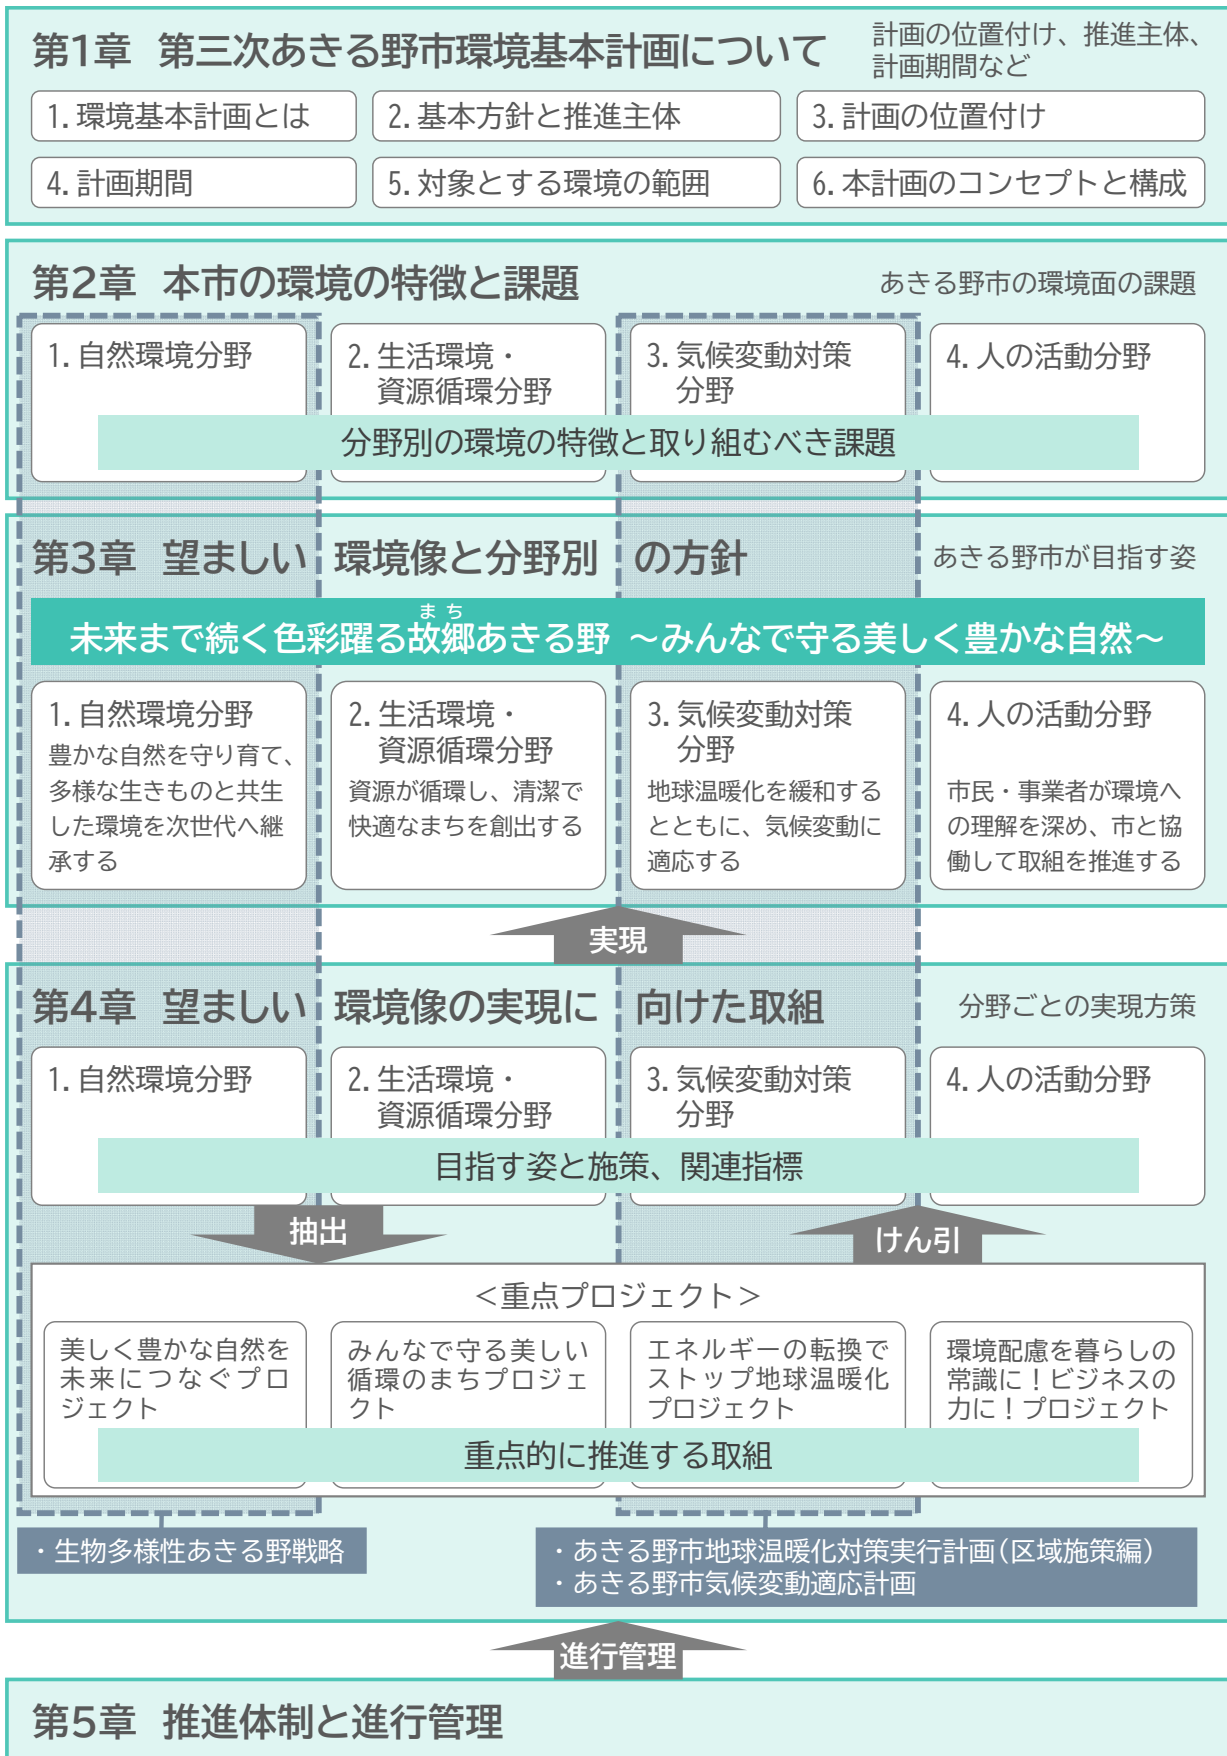 第1章 第三次あきる野市環境基本計画について
計画の位置付け、推進主体、
計画期間など
1. 環境基本計画とは
2. 基本方針と推進主体
3. 計画の位置付け
4. 計画期間
5. 対象とする環境の範囲
6. 本計画のコンセプトと構成
第2章 本市の環境の特徴と課題
あきる野市の環境面の課題
1. 自然環境分野
2. 生活環境・
資源循環分野
3. 気候変動対策
分野
4. 人の活動分野
分野別の環境の特徴と取り組むべき課題
第3章 望ましい環境像と分野別の方針
あきる野市が目指す姿
まち
未来まで続く色彩躍る故郷あきる野 ～みんなで守る美しく豊かな自然～
1. 自然環境分野
豊かな自然を守り育て、
多様な生きものと共生
した環境を次世代へ継
承する
2. 生活環境・
資源循環分野
資源が循環し、清潔で
快適なまちを創出する
3. 気候変動対策
分野
地球温暖化を緩和する
とともに、気候変動に
適応する
4. 人の活動分野
市民・事業者が環境へ
の理解を深め、市と協
働して取組を推進する
実現
第4章 望ましい環境像の実現に向けた取組
分野ごとの実現方策
1. 自然環境分野
2. 生活環境・
資源循環分野
3. 気候変動対策
分野
4. 人の活動分野
目指す姿と施策、関連指標
抽出
けん引
＜重点プロジェクト＞
美しく豊かな自然を
未来につなぐプロ
ジェクト
みんなで守る美しい
循環のまちプロジェ
クト
エネルギーの転換で
ストップ地球温暖化
プロジェクト
環境配慮を暮らしの
常識に！ビジネスの
力に！プロジェクト
重点的に推進する取組
・生物多様性あきる野戦略
・あきる野市地球温暖化対策実行計画（区域施策編）
・あきる野市気候変動適応計画
進行管理
第5章 推進体制と進行管理